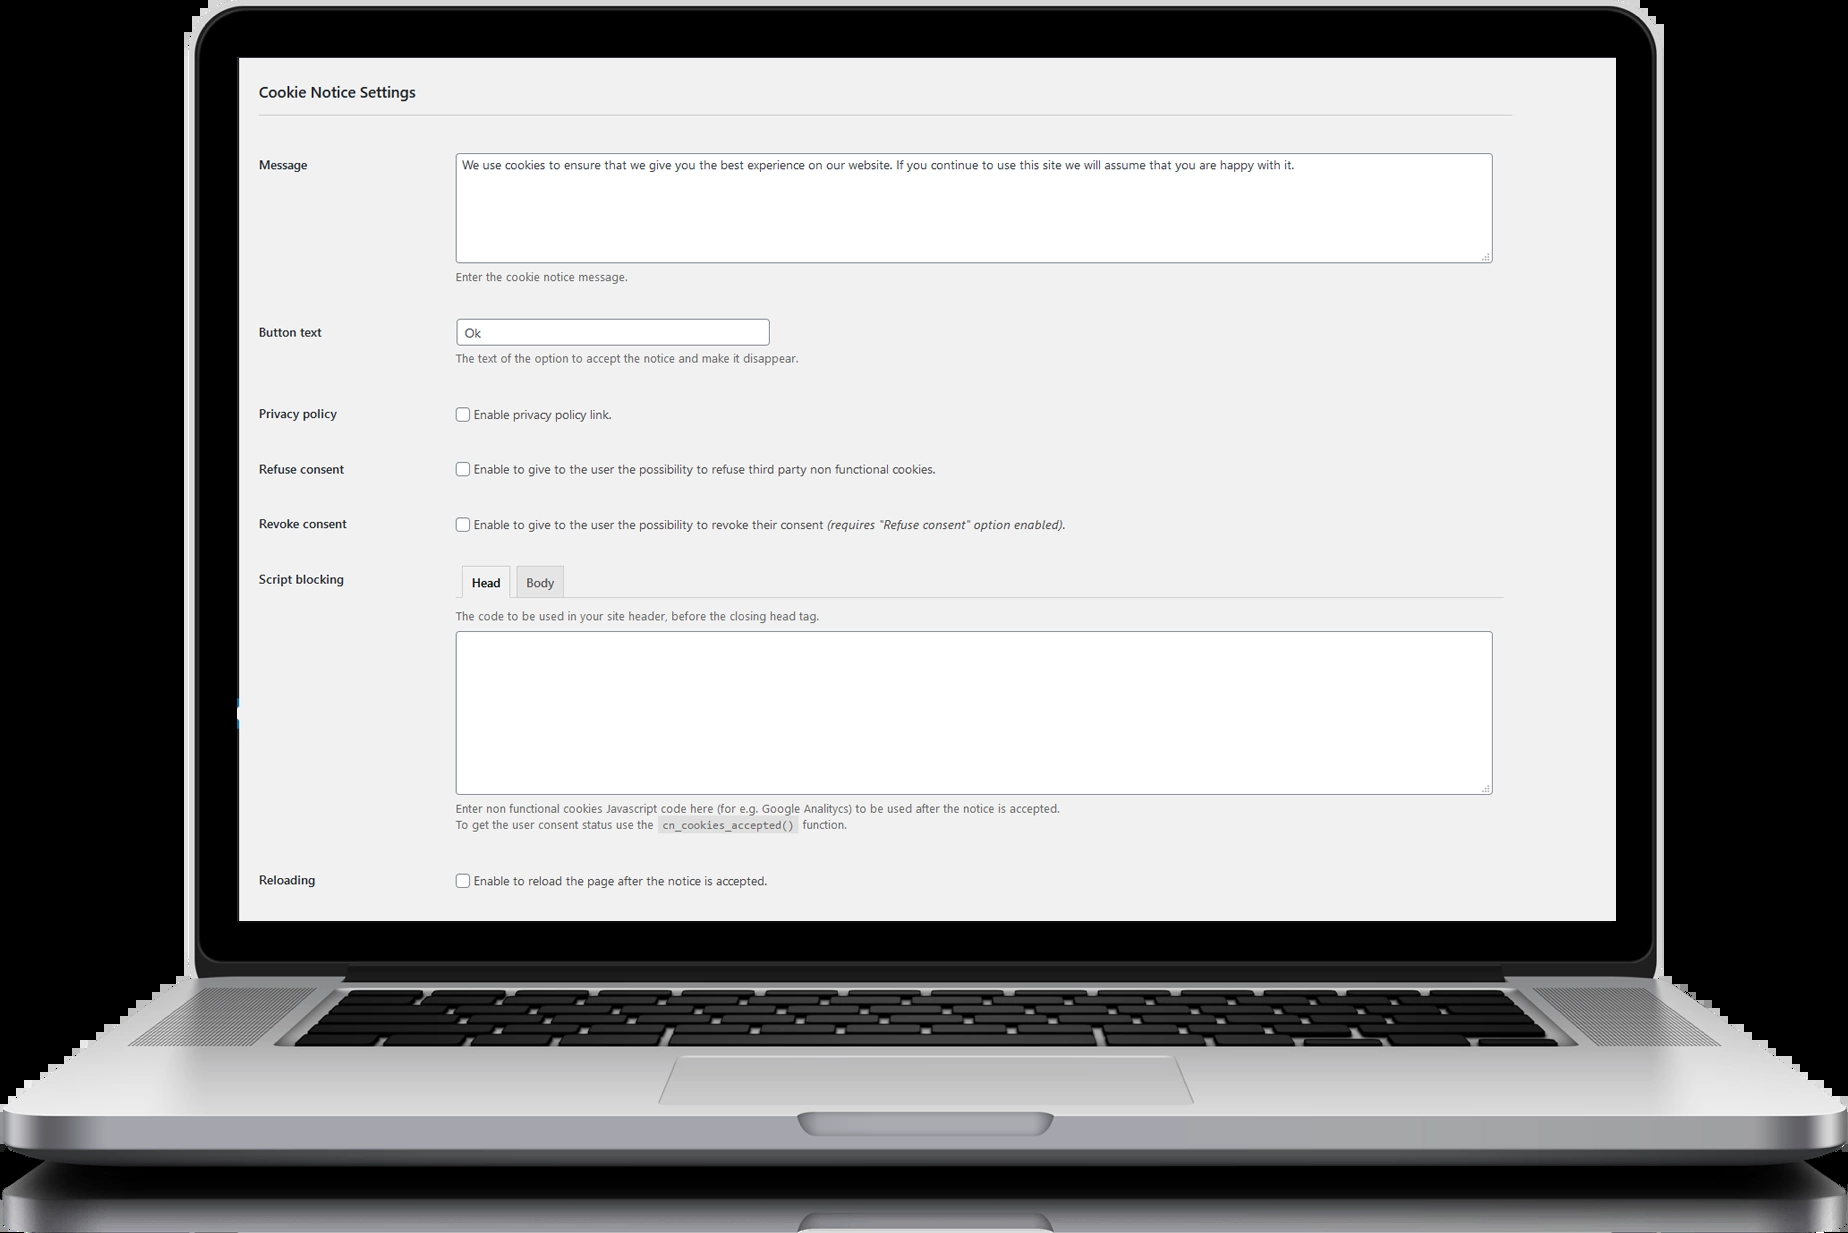 Cookie Notice Settings
Message
We use cookies to ensure that we give you the best experience on our website. If you continue to use this site we will assume that you are happy with it.
Enter the cookie notice message.
Button text
Ok
The text of the option to accept the notice and make it disappear.
Privacy policy
Enable privacy policy link.
Refuse consent
Enable to give to the user the possibility to refuse third party non functional cookies.
Revoke consent
Enable to give to the user the possibility to revoke their consent (requires "Refuse consent" option enabled).
Script blocking
Head
Body
The code to be used in your site header, before the closing head tag.
Enter non functional cookies Javascript code here (for e.g. Google Analitycs) to be used after the notice is accepted.
To get the user consent status use the cn_cookies_accepted() function.
Reloading
Enable to reload the page after the notice is accepted.